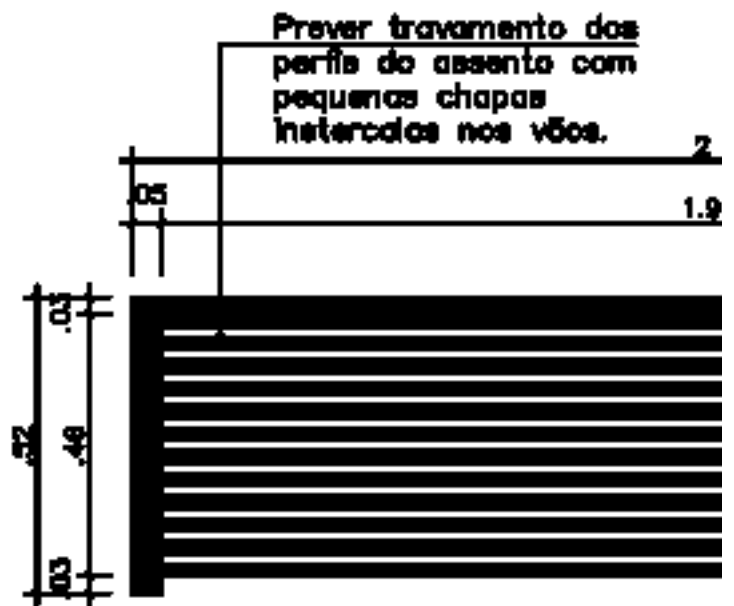 Prever travamento dos
perfis do assento com
pequenas chapas
instercalas nos vãos.
2
.05
1.9
.03
.52
.46
.03